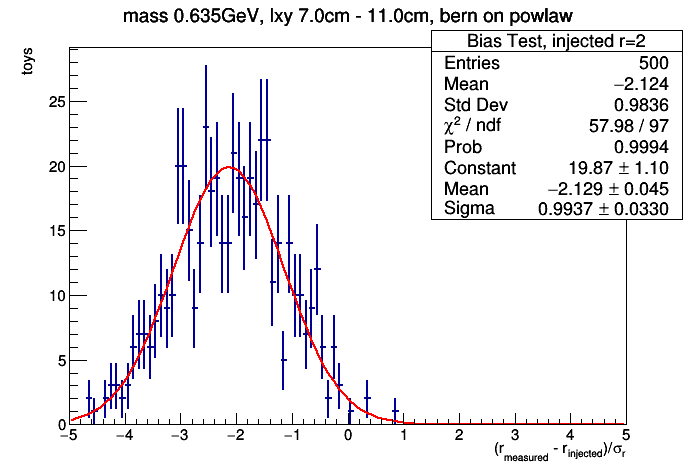 mass 0.635GeV, lxy 7.0cm - 11.0cm, bern on powlaw
toys
Bias Test, injected r=2
Entries 500
Mean −2.124
Std Dev 0.9836
χ² / ndf 57.98 / 97
Prob 0.9994
Constant 19.87 ± 1.10
Mean −2.129 ± 0.045
Sigma 0.9937 ± 0.0330
25
20
15
10
5
0
−5 −4 −3 −2 −1 0 1 2 3 4 5
(r_measured - r_injected)/σ_r